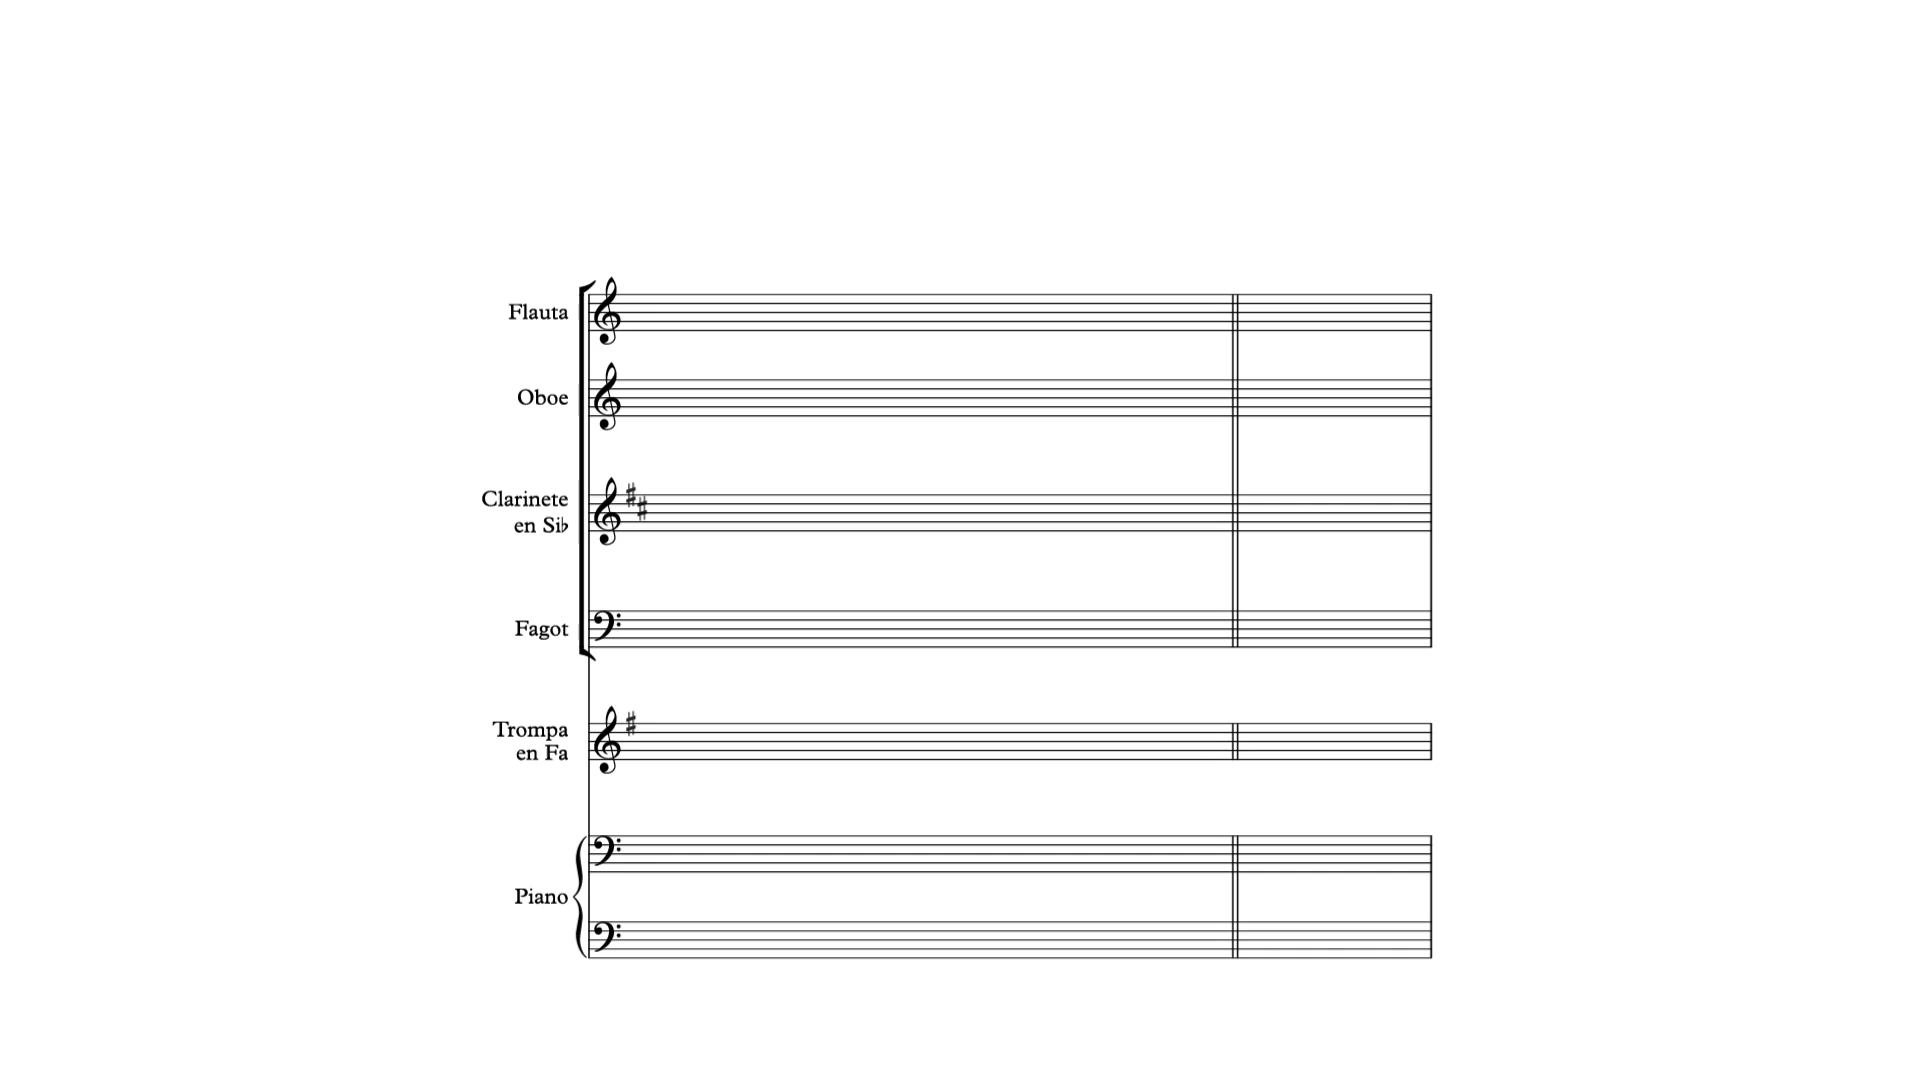 Flauta
Oboe
Clarinete
en Si♭
Fagot
Trompa
en Fa
Piano